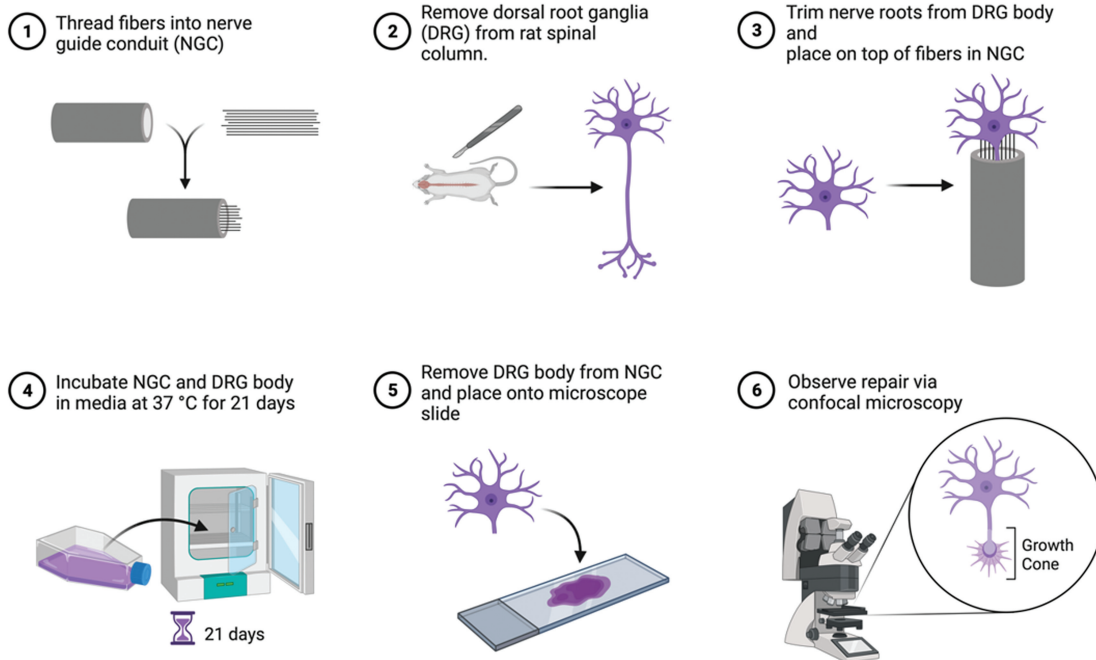 1
Thread fibers into nerve
guide conduit (NGC)
2
Remove dorsal root ganglia
(DRG) from rat spinal
column.
3
Trim nerve roots from DRG body
and
place on top of fibers in NGC
4
Incubate NGC and DRG body
in media at 37 °C for 21 days
21 days
5
Remove DRG body from NGC
and place onto microscope
slide
6
Observe repair via
confocal microscopy
Growth
Cone